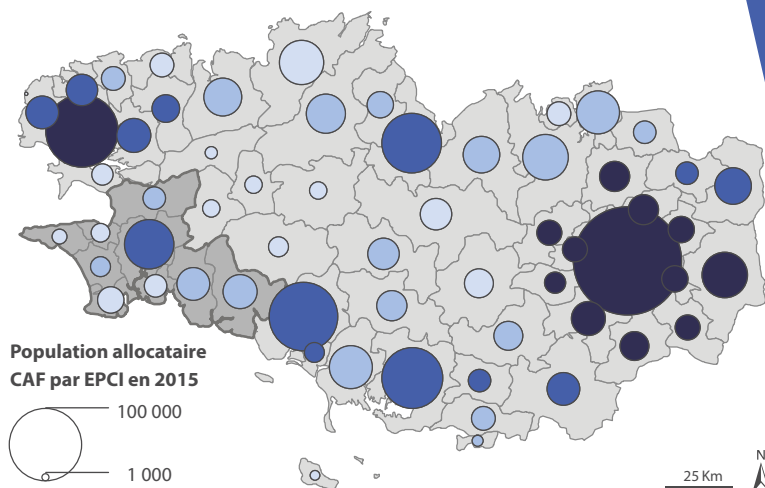 Population allocataire
CAF par EPCI en 2015
100 000
1 000
25 Km
N